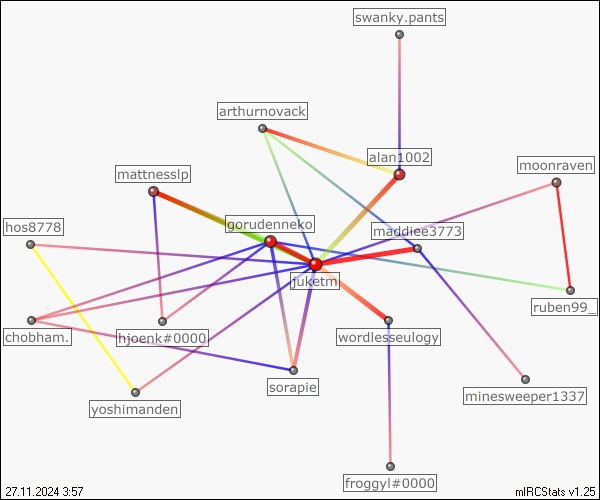 swanky.pants
arthurnovack
alan1002
moonraven
mattnesslp
hos8778
gorudenneko
maddiee3773
juketm
ruben99_
chobham.
hjoenk#0000
wordlesseulogy
sorapie
minesweeper1337
yoshimanden
froggyl#0000
27.11.2024 3:57
mIRCStats v1.25